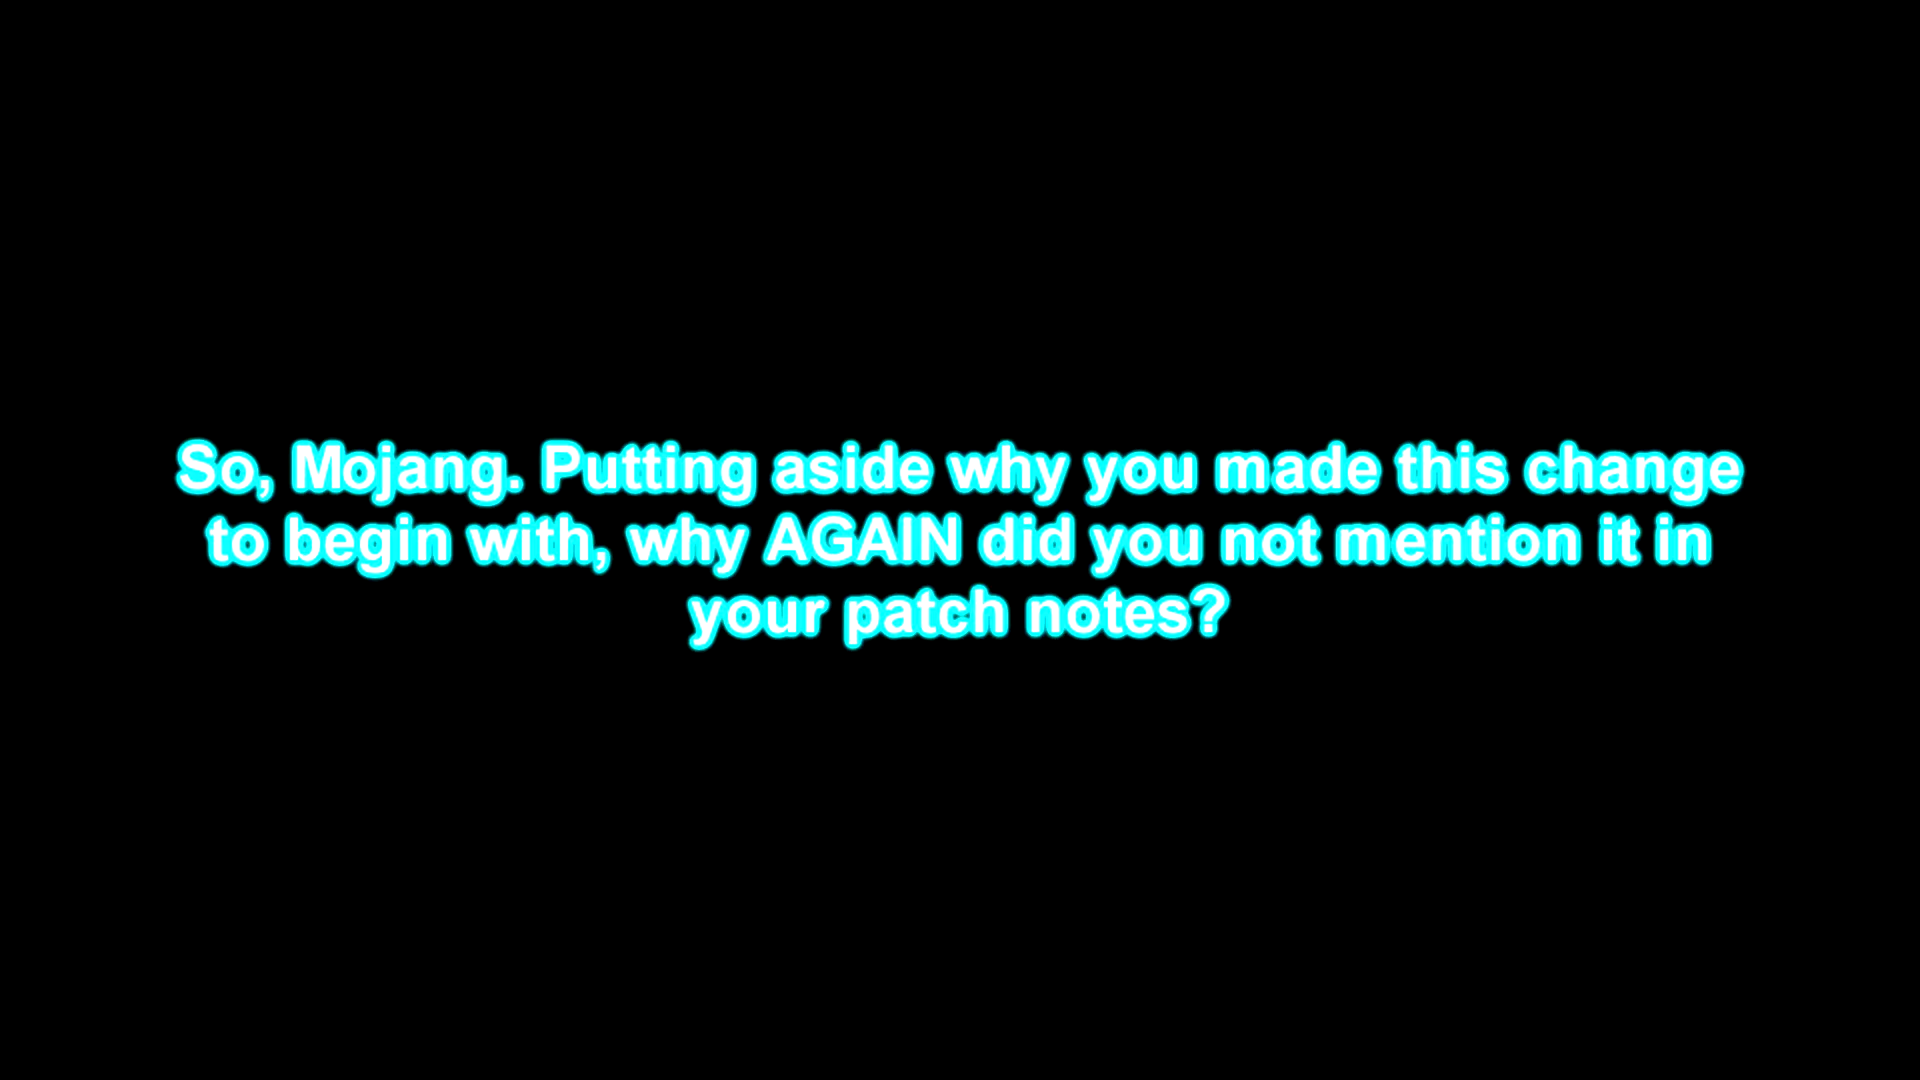 So, Mojang. Putting aside why you made this change
to begin with, why AGAIN did you not mention it in
your patch notes?